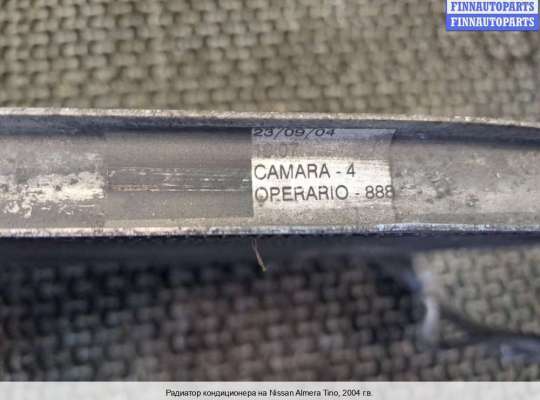 FINNAUTOPARTS
FINNAUTOPARTS
23/09/04
CAMARA - 4
OPERARIO - 888
Радиатор кондиционера на Nissan Almera Tino, 2004 г.в.